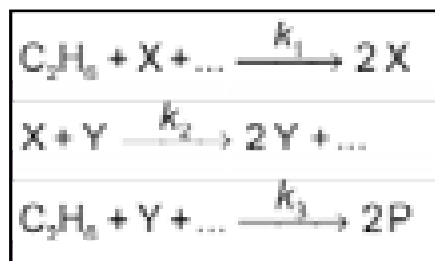 C₂H₆ + X + ... —k₁→ 2 X
X + Y —k₂→ 2 Y + ...
C₂H₆ + Y + ... —k₃→ 2P